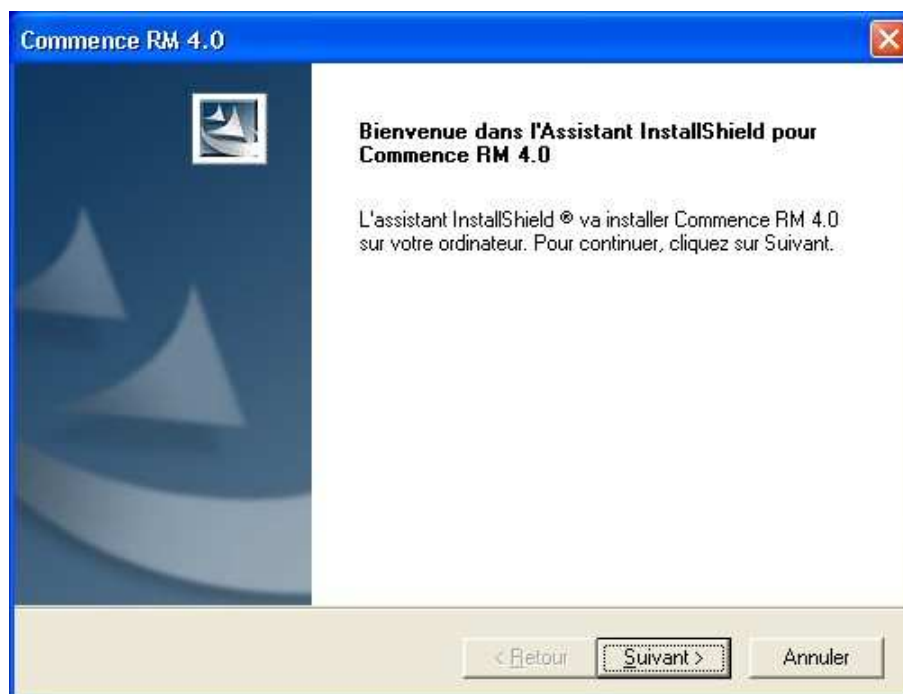 Commence RM 4.0
Bienvenue dans l'Assistant InstallShield pour
Commence RM 4.0
L'assistant InstallShield ® va installer Commence RM 4.0
sur votre ordinateur. Pour continuer, cliquez sur Suivant.
< Retour Suivant > Annuler